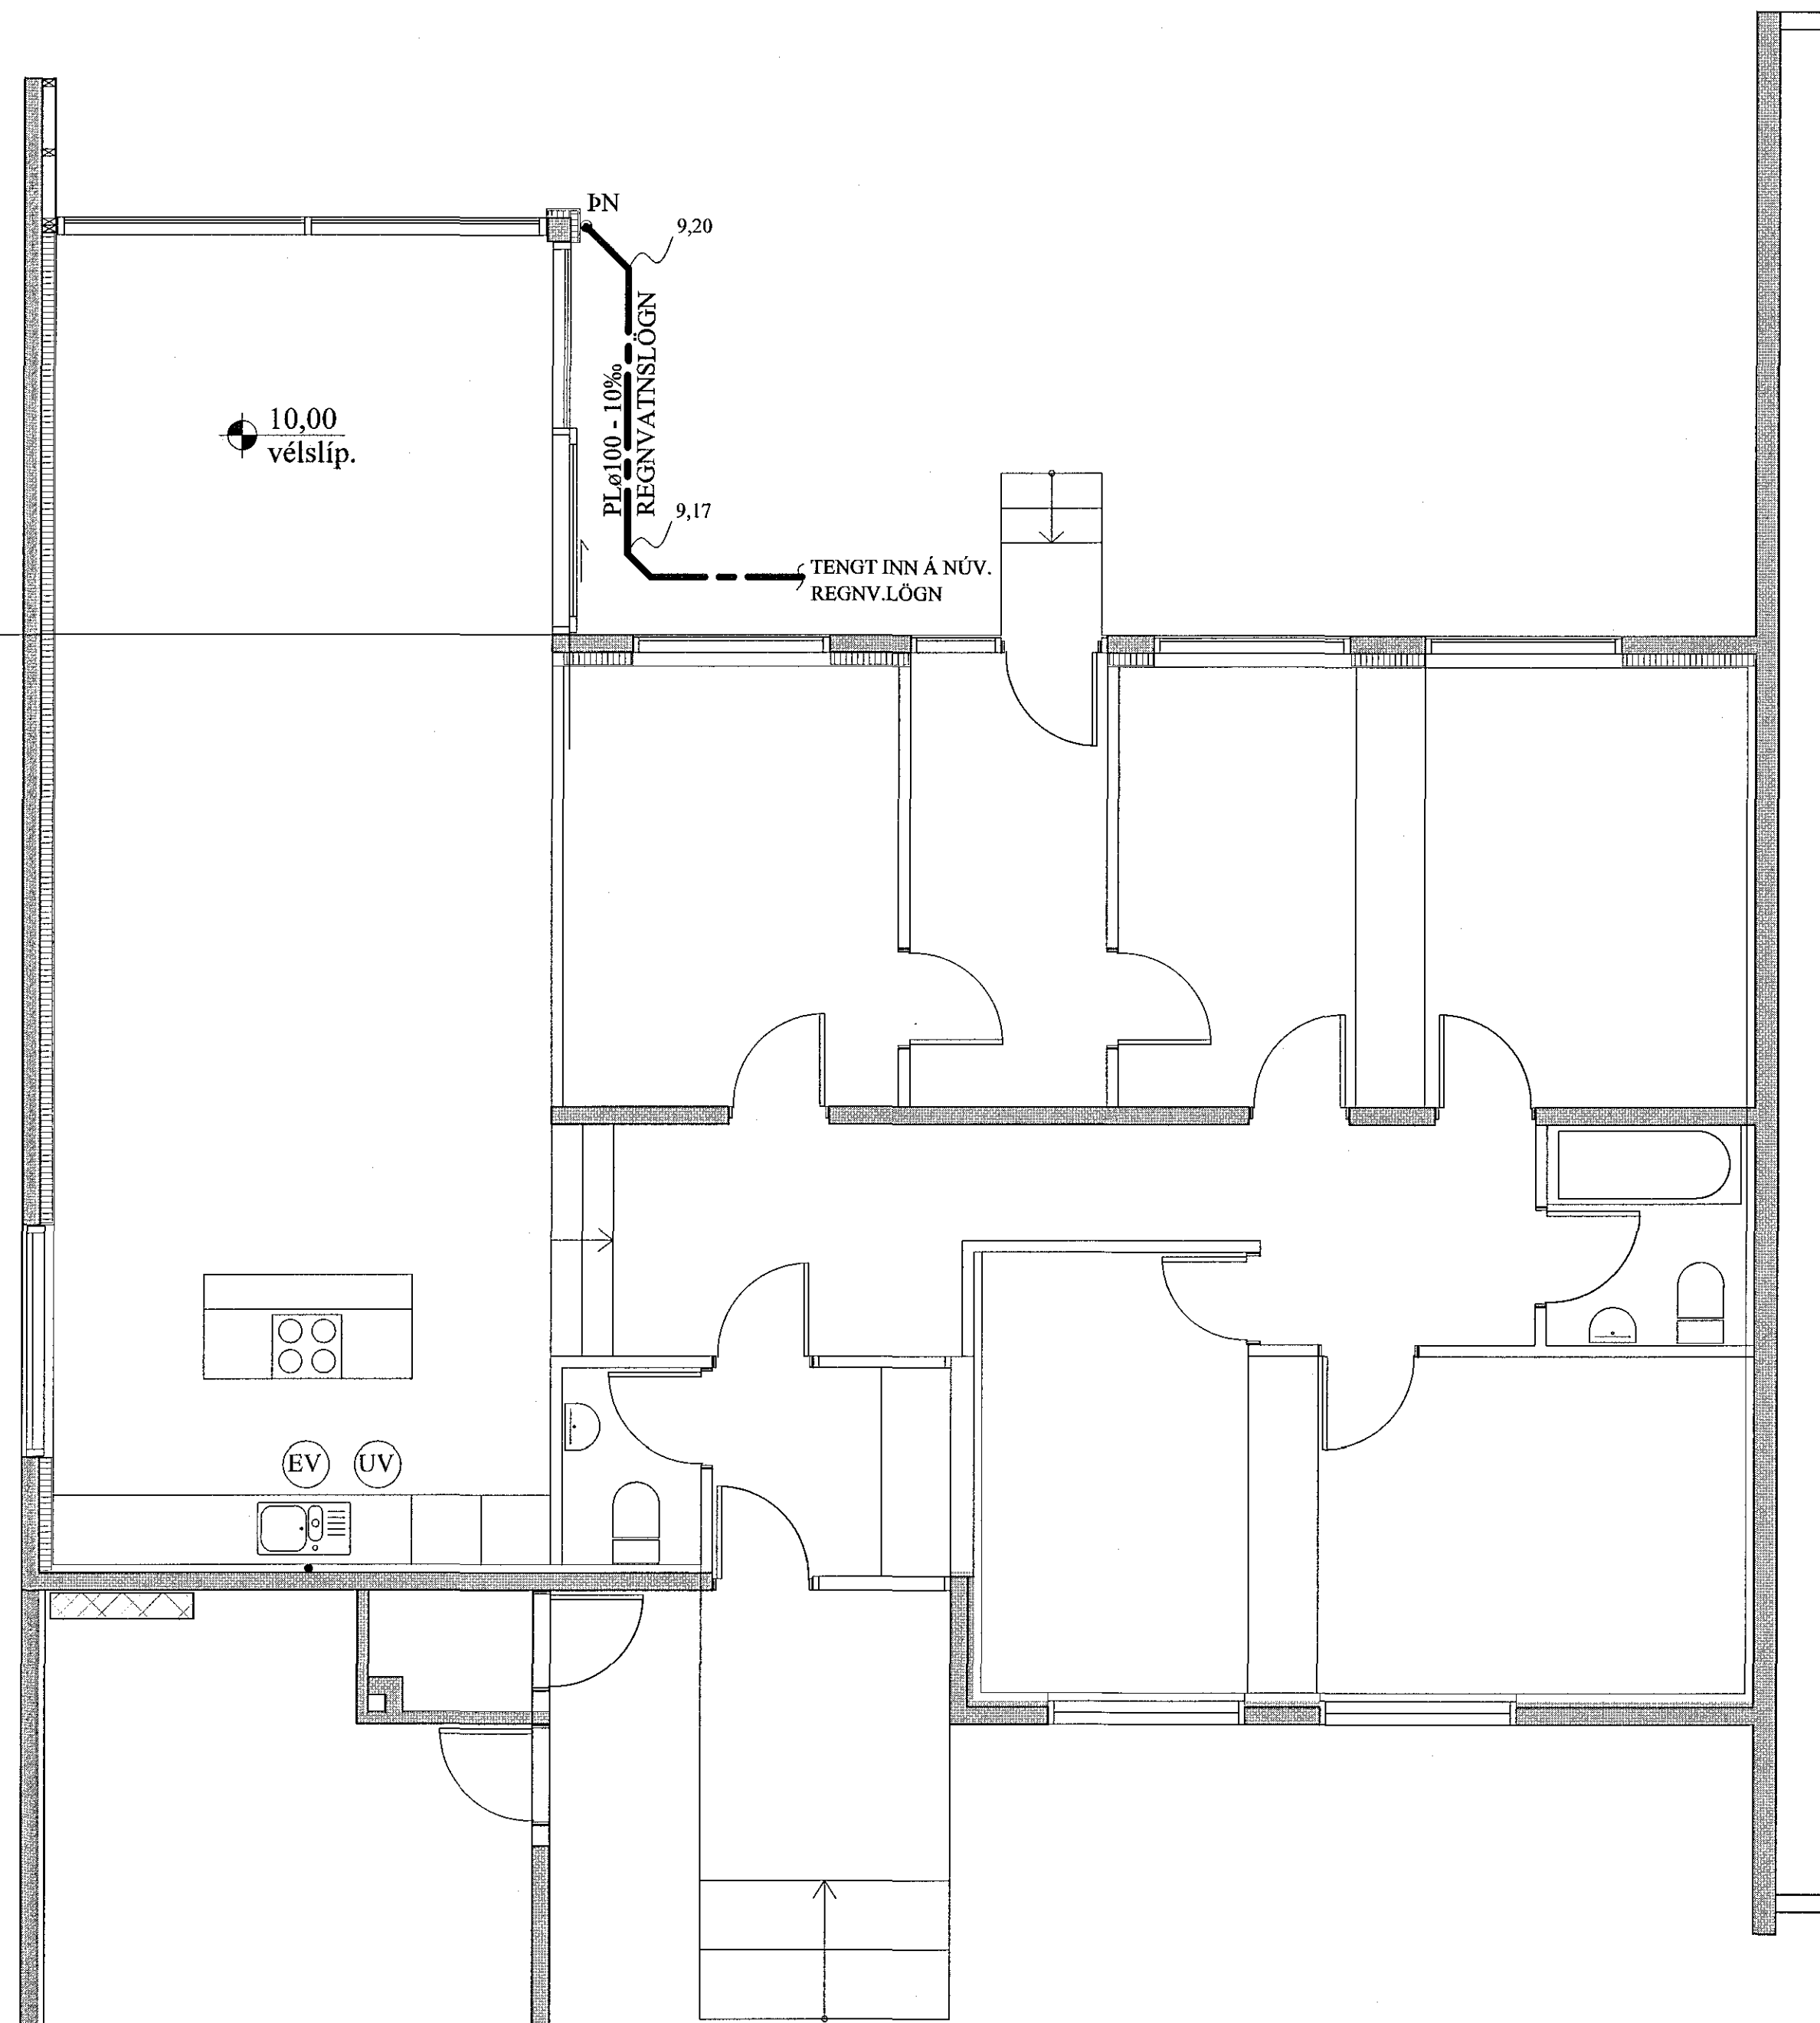 ÞN
9,20
10,00
vélslíp.
PLø100 - 10‰
REGNVATNSLÖGN
9,17
TENGT INN Á NÚV.
REGNV.LÖGN
EV
UV